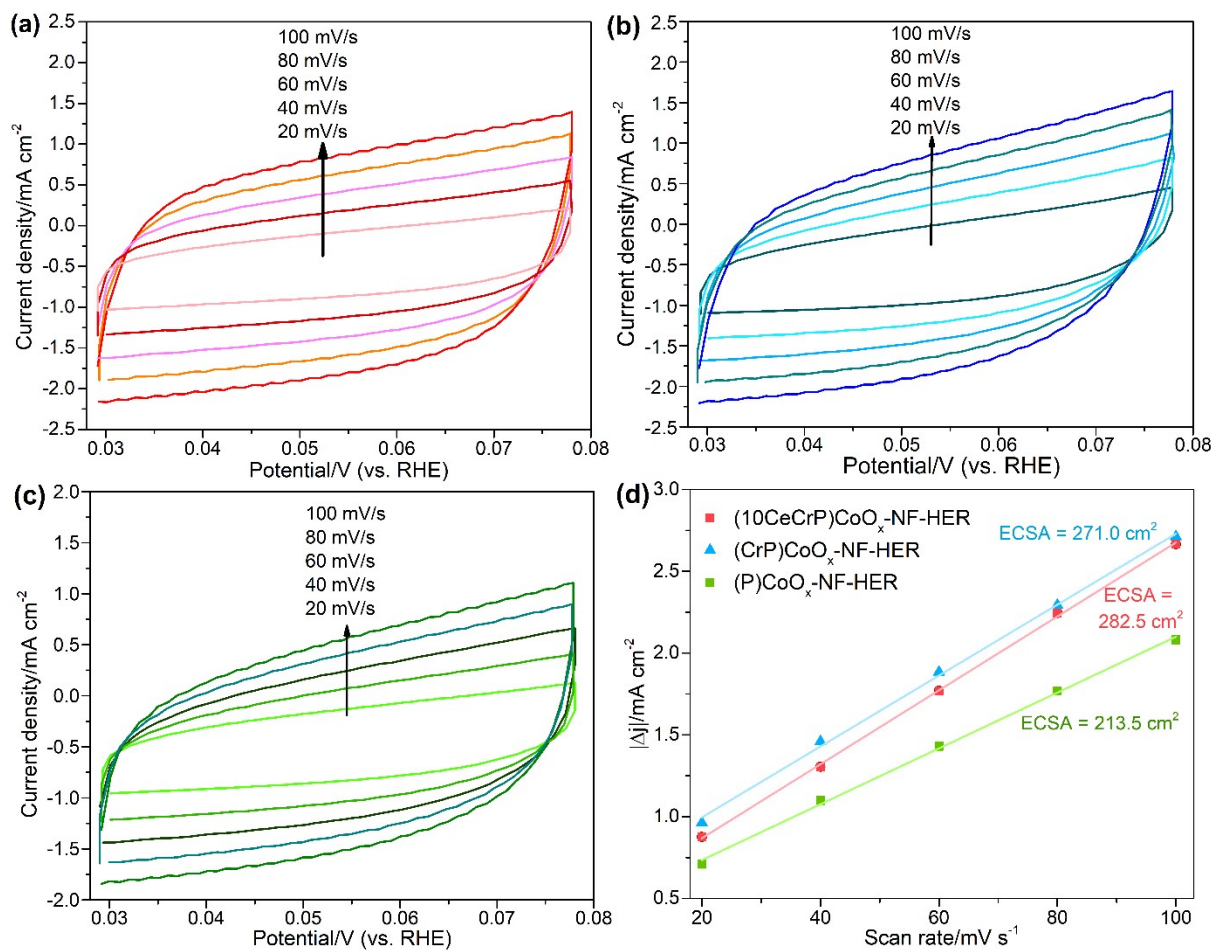 (a)
100 mV/s
80 mV/s
60 mV/s
40 mV/s
20 mV/s
2.5
2.0
1.5
1.0
0.5
0.0
-0.5
-1.0
-1.5
-2.0
-2.5
Current density/mA cm⁻²
0.03 0.04 0.05 0.06 0.07 0.08
Potential/V (vs. RHE)
(b)
100 mV/s
80 mV/s
60 mV/s
40 mV/s
20 mV/s
2.5
2.0
1.5
1.0
0.5
0.0
-0.5
-1.0
-1.5
-2.0
-2.5
Current density/mA cm⁻²
0.03 0.04 0.05 0.06 0.07 0.08
Potential/V (vs. RHE)
(c)
100 mV/s
80 mV/s
60 mV/s
40 mV/s
20 mV/s
2.0
1.5
1.0
0.5
0.0
-0.5
-1.0
-1.5
-2.0
Current density/mA cm⁻²
0.03 0.04 0.05 0.06 0.07 0.08
Potential/V (vs. RHE)
(d)
(10CeCrP)CoOₓ-NF-HER
(CrP)CoOₓ-NF-HER
(P)CoOₓ-NF-HER
ECSA = 271.0 cm²
ECSA =
282.5 cm²
ECSA = 213.5 cm²
3.0
2.5
2.0
1.5
1.0
0.5
|Δj|/mA cm⁻²
20 40 60 80 100
Scan rate/mV s⁻¹